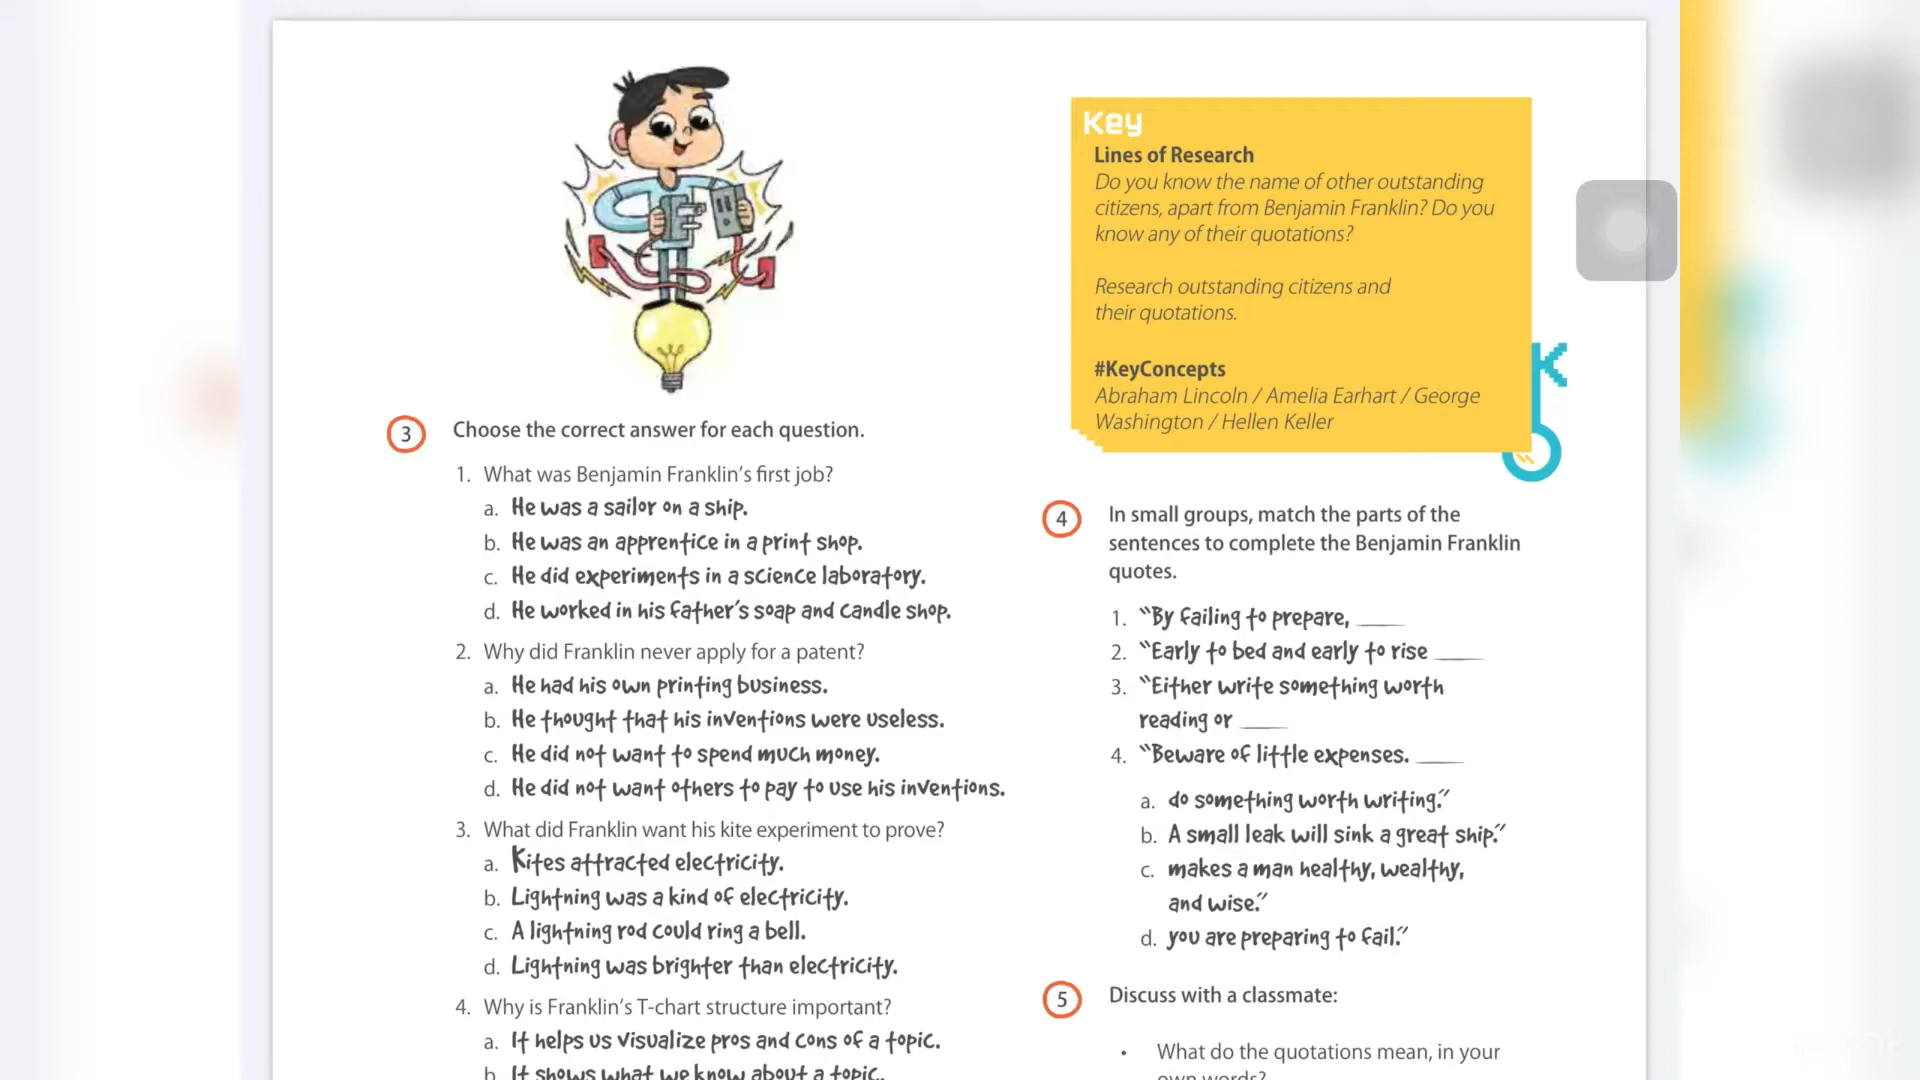 Key
Lines of Research
Do you know the name of other outstanding
citizens, apart from Benjamin Franklin? Do you
know any of their quotations?
Research outstanding citizens and
their quotations.
#KeyConcepts
Abraham Lincoln / Amelia Earhart / George
Washington / Hellen Keller
3 Choose the correct answer for each question.
1. What was Benjamin Franklin's first job?
a. He was a sailor on a ship.
b. He was an apprentice in a print shop.
c. He did experiments in a science laboratory.
d. He worked in his father's soap and candle shop.
2. Why did Franklin never apply for a patent?
a. He had his own printing business.
b. He thought that his inventions were useless.
c. He did not want to spend much money.
d. He did not want others to pay to use his inventions.
3. What did Franklin want his kite experiment to prove?
a. Kites attracted electricity.
b. Lightning was a kind of electricity.
c. A lightning rod could ring a bell.
d. Lightning was brighter than electricity.
4. Why is Franklin's T-chart structure important?
a. It helps us visualize pros and cons of a topic.
b. It shows what we know about a topic.
4 In small groups, match the parts of the
sentences to complete the Benjamin Franklin
quotes.
1. "By failing to prepare, ____
2. "Early to bed and early to rise ____
3. "Either write something worth
reading or ____
4. "Beware of little expenses. ____
a. do something worth writing."
b. A small leak will sink a great ship."
c. makes a man healthy, wealthy,
and wise."
d. you are preparing to fail."
5 Discuss with a classmate:
• What do the quotations mean, in your
own words?